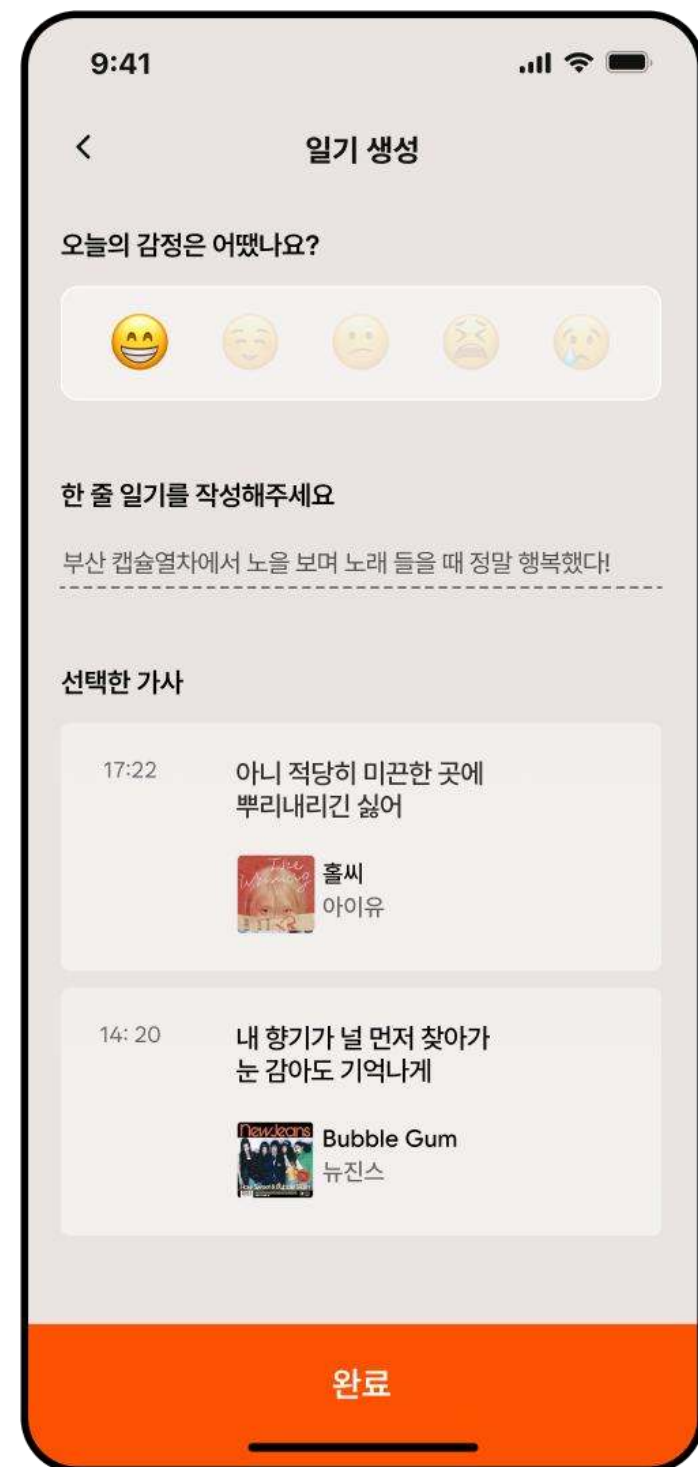 9:41
일기 생성
오늘의 감정은 어땠나요?
한 줄 일기를 작성해주세요
부산 캡슐열차에서 노을 보며 노래 들을 때 정말 행복했다!
선택한 가사
17:22
아니 적당히 미끈한 곳에
뿌리내리긴 싫어
The
Winning
홀씨
아이유
14: 20
내 향기가 널 먼저 찾아가
눈 감아도 기억나게
NewJeans
Bubble Gum
뉴진스
완료